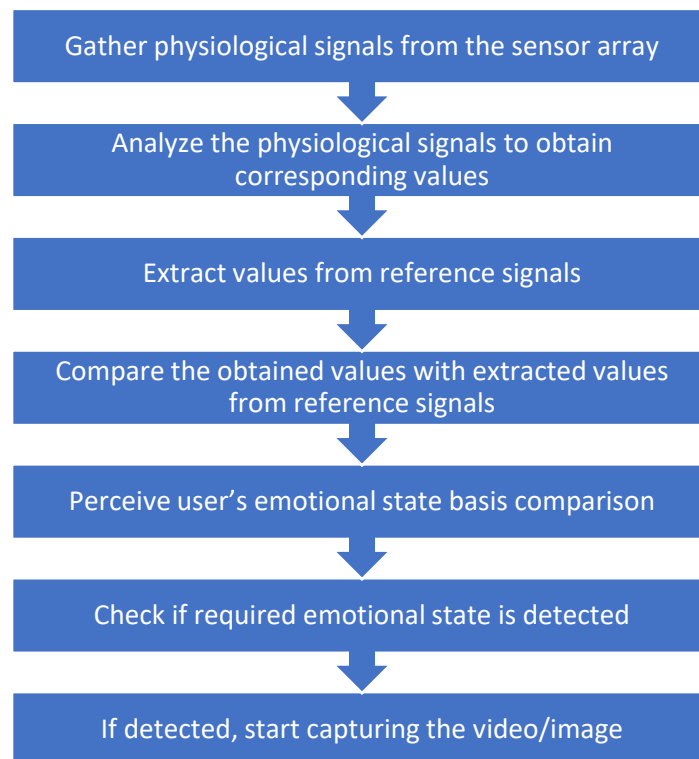 Gather physiological signals from the sensor array
Analyze the physiological signals to obtain
corresponding values
Extract values from reference signals
Compare the obtained values with extracted values
from reference signals
Perceive user’s emotional state basis comparison
Check if required emotional state is detected
If detected, start capturing the video/image